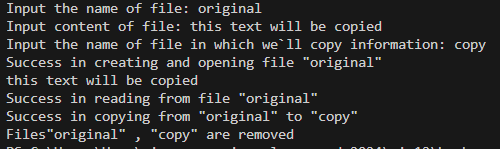 Input the name of file: original
Input content of file: this text will be copied
Input the name of file in which we`ll copy information: copy
Success in creating and opening file "original"
this text will be copied
Success in reading from file "original"
Success in copying from "original" to "copy"
Files"original" , "copy" are removed